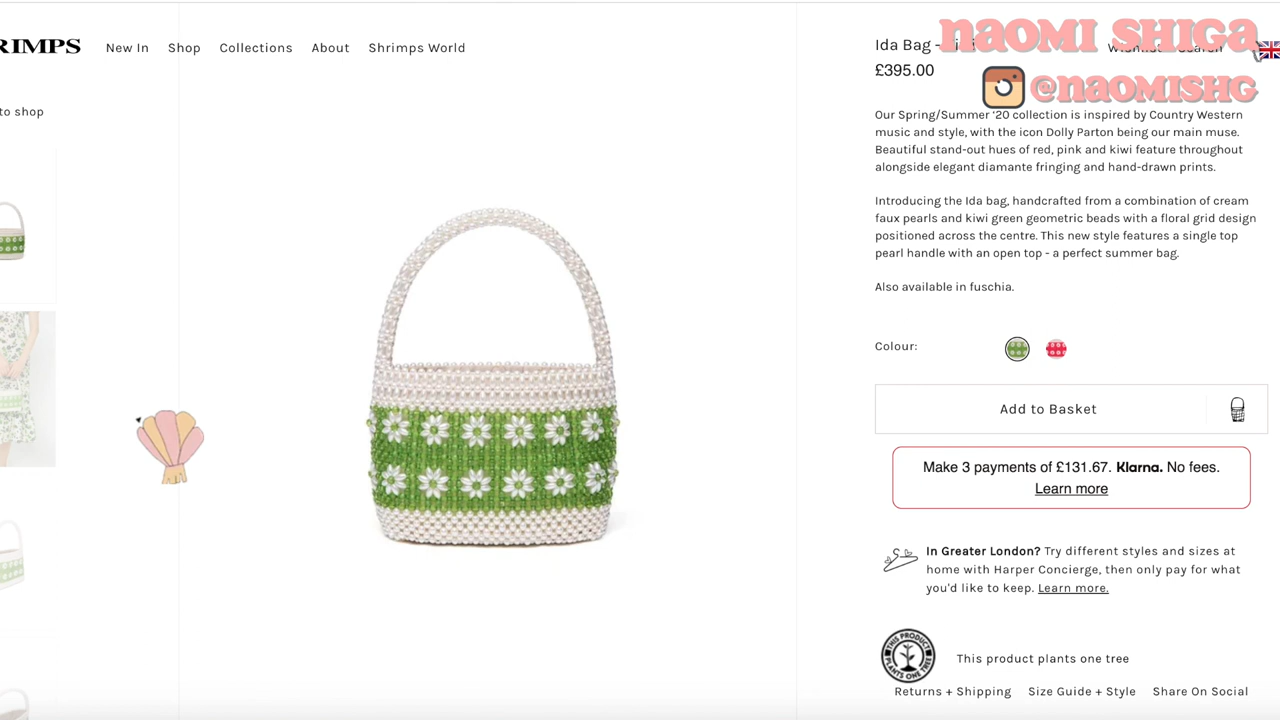 RIMPS
New In
Shop
Collections
About
Shrimps World
NAOMI SHIGA
@NAOMISHG
to shop
Ida Bag -
£395.00
Our Spring/Summer ‘20 collection is inspired by Country Western
music and style, with the icon Dolly Parton being our main muse.
Beautiful stand-out hues of red, pink and kiwi feature throughout
alongside elegant diamante fringing and hand-drawn prints.
Introducing the Ida bag, handcrafted from a combination of cream
faux pearls and kiwi green geometric beads with a floral grid design
positioned across the centre. This new style features a single top
pearl handle with an open top - a perfect summer bag.
Also available in fuschia.
Colour:
Add to Basket
Make 3 payments of £131.67. Klarna. No fees.
Learn more
In Greater London? Try different styles and sizes at
home with Harper Concierge, then only pay for what
you'd like to keep. Learn more.
THIS PRODUCT PLANTS ONE TREE
This product plants one tree
Returns + Shipping
Size Guide + Style
Share On Social